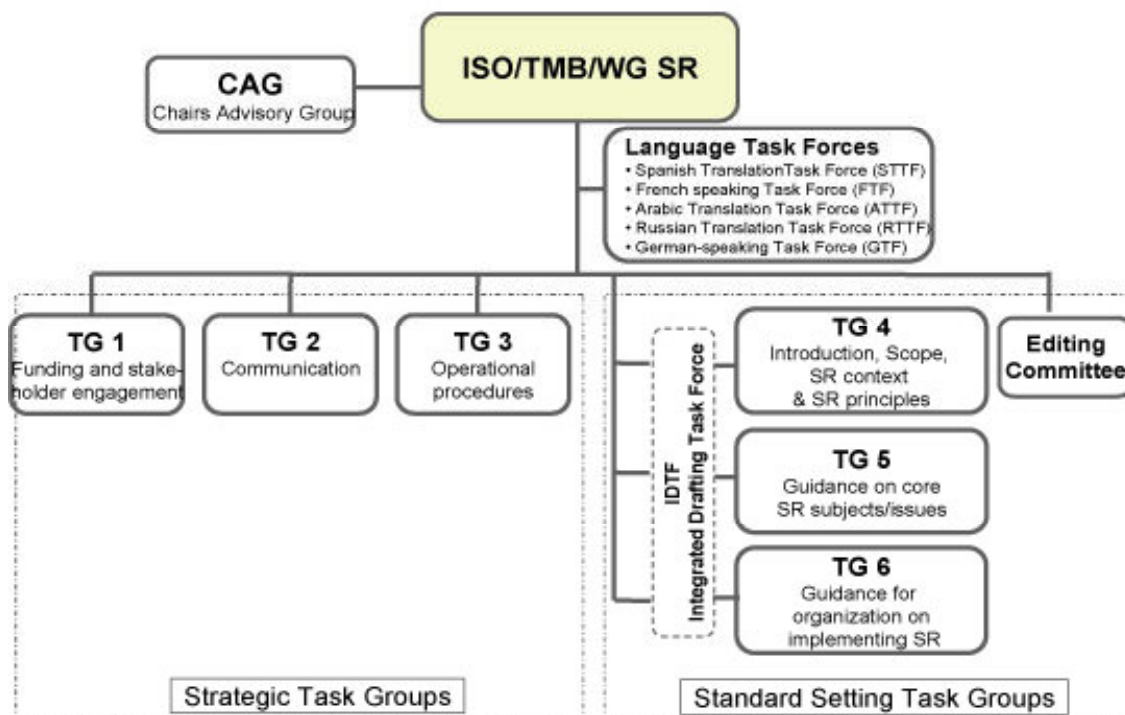 ISO/TMB/WG SR
CAG
Chairs Advisory Group
Language Task Forces
• Spanish TranslationTask Force (STTF)
• French speaking Task Force (FTF)
• Arabic Translation Task Force (ATTF)
• Russian Translation Task Force (RTTF)
• German-speaking Task Force (GTF)
TG 1
Funding and stake-
holder engagement
TG 2
Communication
TG 3
Operational
procedures
IDTF
Integrated Drafting Task Force
TG 4
Introduction, Scope,
SR context
& SR principles
Editing
Committee
TG 5
Guidance on core
SR subjects/issues
TG 6
Guidance for
organization on
implementing SR
Strategic Task Groups
Standard Setting Task Groups